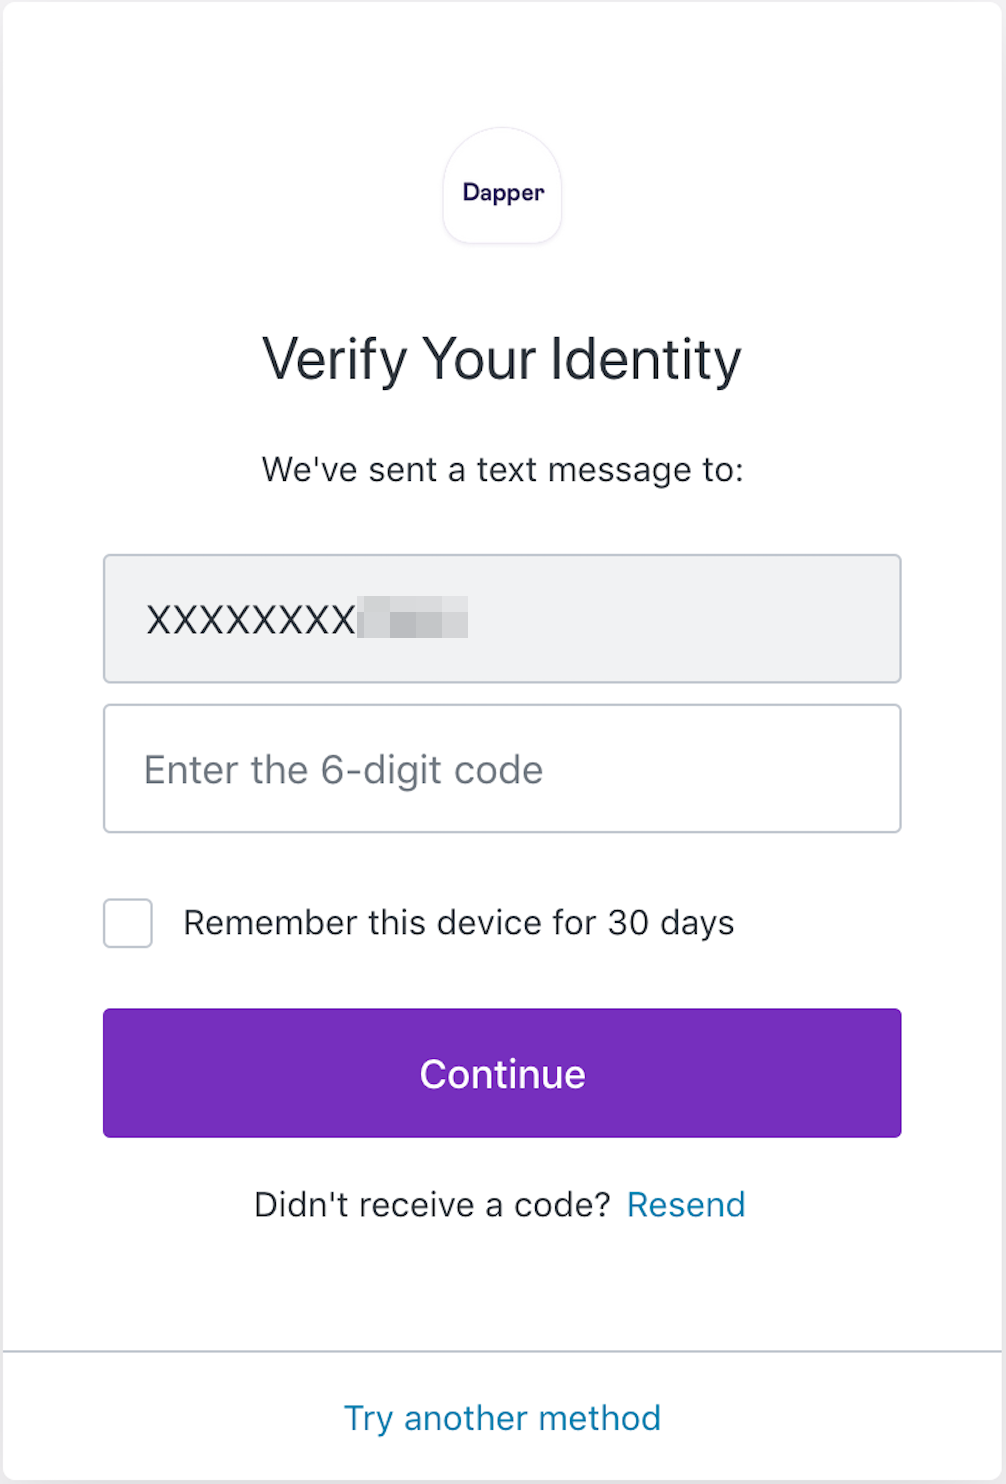 Dapper
Verify Your Identity
We've sent a text message to:
XXXXXXXX
Enter the 6-digit code
Remember this device for 30 days
Continue
Didn't receive a code? Resend
Try another method